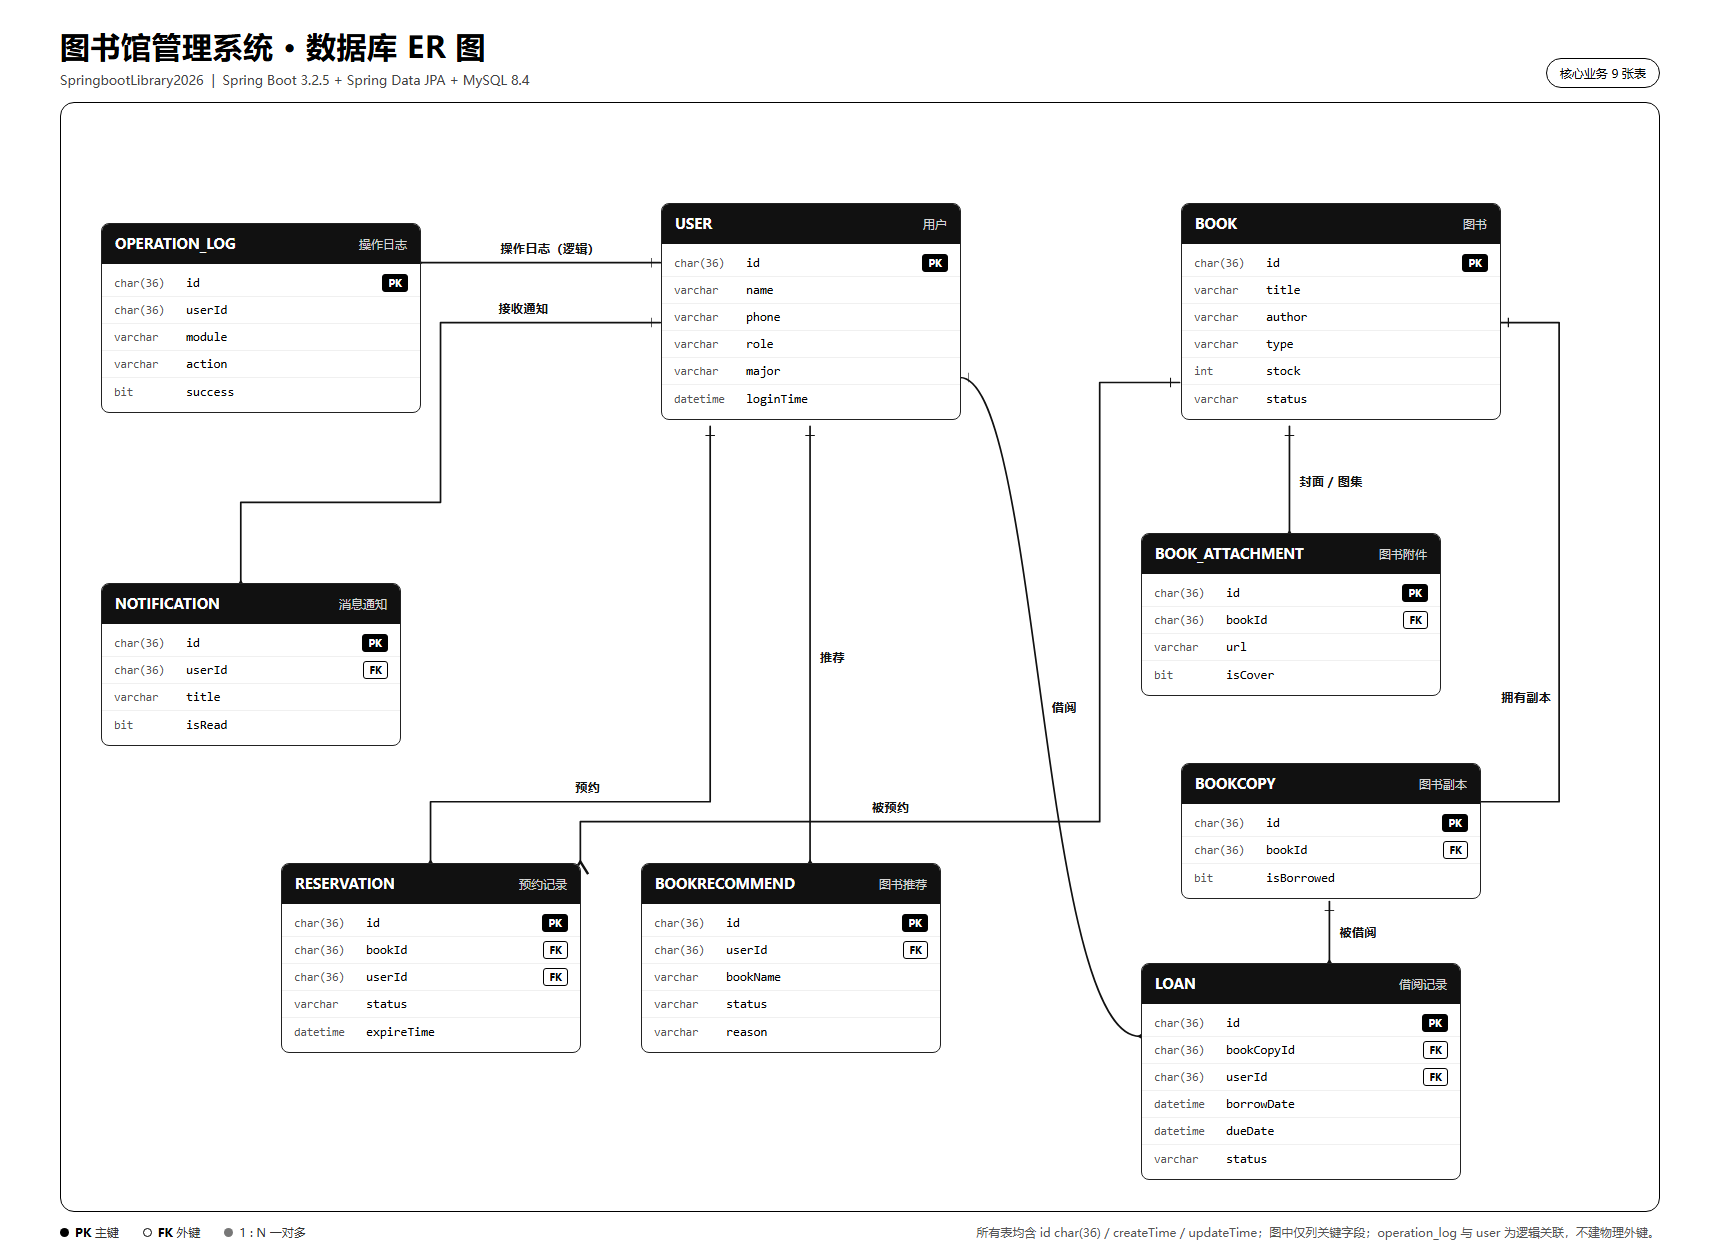 图书馆管理系统 • 数据库 ER 图
SpringbootLibrary2026 | Spring Boot 3.2.5 + Spring Data JPA + MySQL 8.4
核心业务 9 张表
OPERATION_LOG 操作日志
char(36) id PK
char(36) userId
varchar module
varchar action
bit success
操作日志（逻辑）
接收通知
USER 用户
char(36) id PK
varchar name
varchar phone
varchar role
varchar major
datetime loginTime
BOOK 图书
char(36) id PK
varchar title
varchar author
varchar type
int stock
varchar status
封面 / 图集
BOOK_ATTACHMENT 图书附件
char(36) id PK
char(36) bookId FK
varchar url
bit isCover
NOTIFICATION 消息通知
char(36) id PK
char(36) userId FK
varchar title
bit isRead
推荐
借阅
拥有副本
预约
被预约
BOOKCOPY 图书副本
char(36) id PK
char(36) bookId FK
bit isBorrowed
被借阅
RESERVATION 预约记录
char(36) id PK
char(36) bookId FK
char(36) userId FK
varchar status
datetime expireTime
BOOKRECOMMEND 图书推荐
char(36) id PK
char(36) userId FK
varchar bookName
varchar status
varchar reason
LOAN 借阅记录
char(36) id PK
char(36) bookCopyId FK
char(36) userId FK
datetime borrowDate
datetime dueDate
varchar status
PK 主键 FK 外键 1 : N 一对多
所有表均含 id char(36) / createTime / updateTime；图中仅列关键字段；operation_log 与 user 为逻辑关联，不建物理外键。